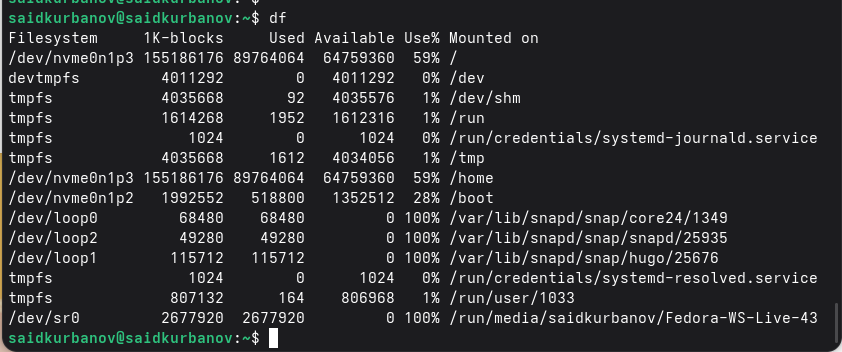 saidkurbanov@saidkurbanov:~$ df
Filesystem     1K-blocks     Used Available Use% Mounted on
/dev/nvme0n1p3 155186176 89764064  64759360  59% /
devtmpfs         4011292        0   4011292   0% /dev
tmpfs            4035668       92   4035576   1% /dev/shm
tmpfs            1614268     1952   1612316   1% /run
tmpfs               1024        0      1024   0% /run/credentials/systemd-journald.service
tmpfs            4035668     1612   4034056   1% /tmp
/dev/nvme0n1p3 155186176 89764064  64759360  59% /home
/dev/nvme0n1p2   1992552   518800   1352512  28% /boot
/dev/loop0         68480    68480         0 100% /var/lib/snapd/snap/core24/1349
/dev/loop2         49280    49280         0 100% /var/lib/snapd/snap/snapd/25935
/dev/loop1        115712   115712         0 100% /var/lib/snapd/snap/hugo/25676
tmpfs               1024        0      1024   0% /run/credentials/systemd-resolved.service
tmpfs             807132      164    806968   1% /run/user/1033
/dev/sr0         2677920  2677920         0 100% /run/media/saidkurbanov/Fedora-WS-Live-43
saidkurbanov@saidkurbanov:~$